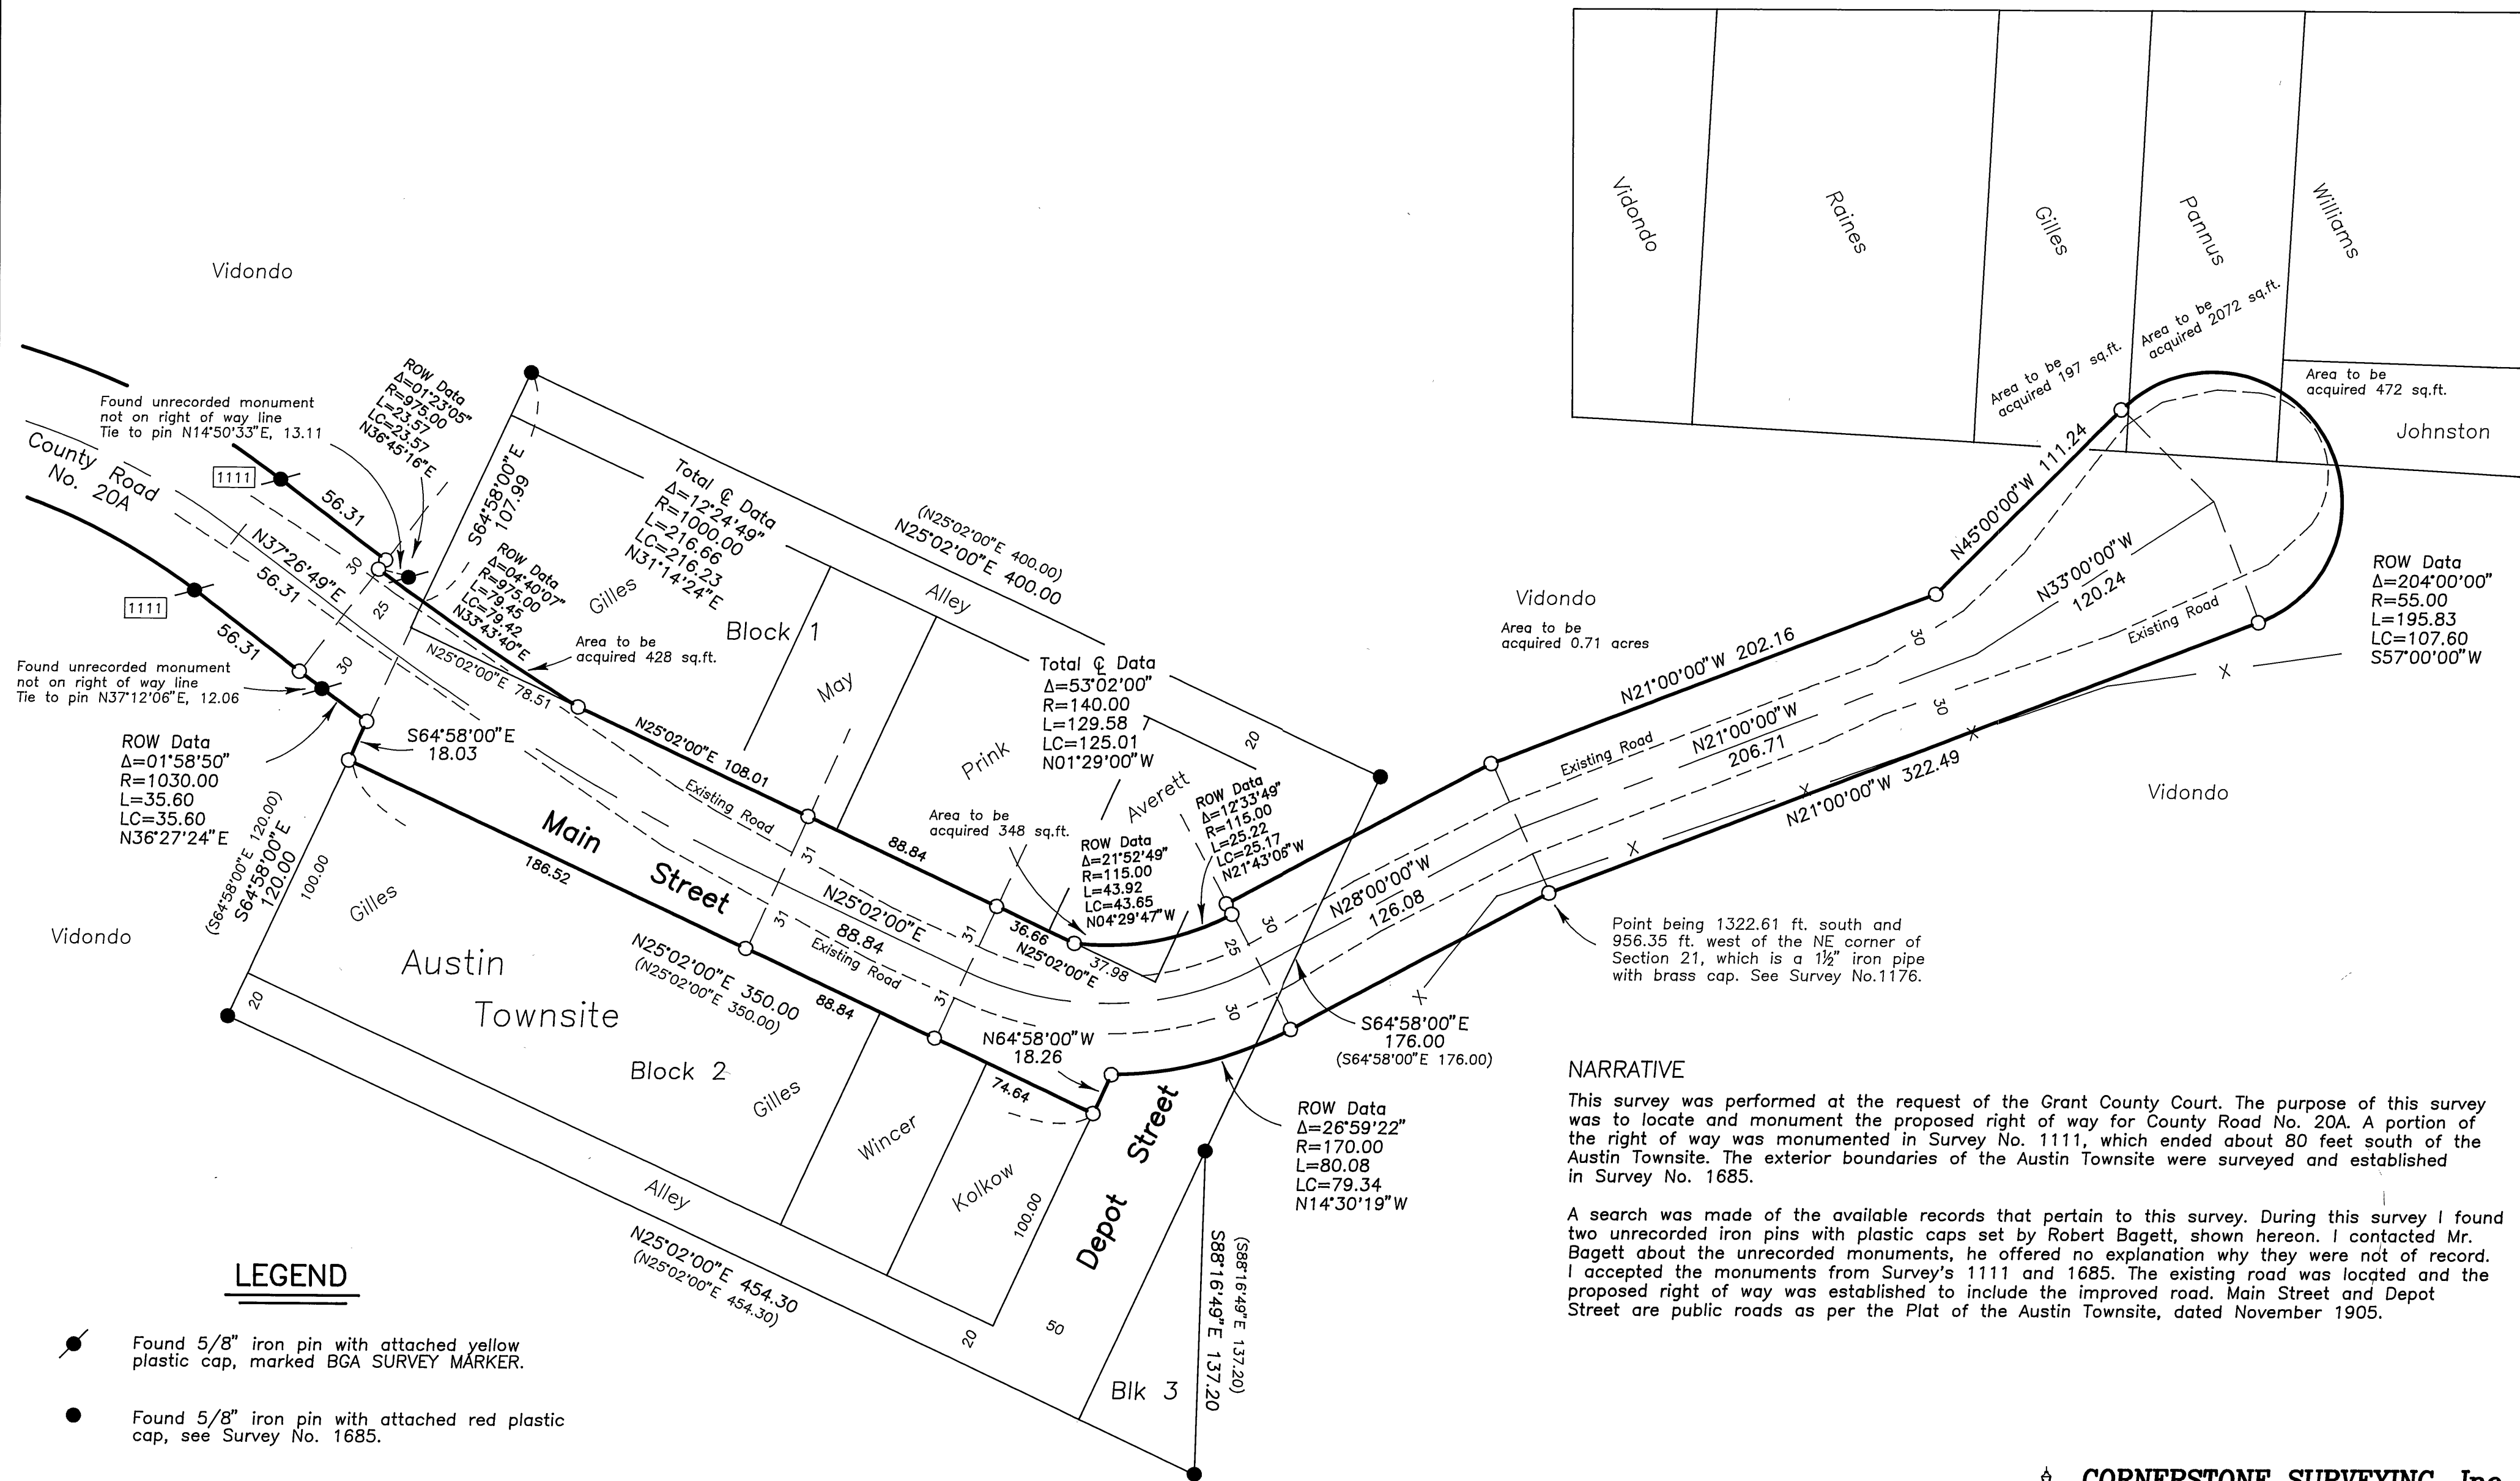 Vidondo
Raines
Gilles
Pannus
Williams
Area to be
acquired 197 sq.ft.
Area to be
acquired 2072 sq.ft.
Area to be
acquired 472 sq.ft.
Johnston
Vidondo
Found unrecorded monument
not on right of way line
Tie to pin N14°50'33"E, 13.11
ROW Data
Δ=01°23'05"
R=975.00
L=23.57
LC=23.57
N36°45'16"E
County Road
No. 20A
1111
56.31
N37°26'49"E
56.31
30
25
30
1111
56.31
Found unrecorded monument
not on right of way line
Tie to pin N37°12'06"E, 12.06
ROW Data
Δ=01°58'50"
R=1030.00
L=35.60
LC=35.60
N36°27'24"E
S64°58'00"E
18.03
S64°58'00"E
107.99
ROW Data
Δ=04°40'07"
R=975.00
L=79.45
LC=79.42
N33°43'40"E
Gilles
Total ℄ Data
Δ=12°24'49"
R=1000.00
L=216.66
LC=216.23
N31°14'24"E
Block 1
Area to be
acquired 428 sq.ft.
N25°02'00"E 78.51
(N25°02'00"E 400.00)
N25°02'00"E 400.00
Alley
May
Prink
Averett
20
N25°02'00"E 108.01
Existing Road
Total ℄ Data
Δ=53°02'00"
R=140.00
L=129.58
LC=125.01
N01°29'00"W
Area to be
acquired 348 sq.ft.
ROW Data
Δ=21°52'49"
R=115.00
L=43.92
LC=43.65
N04°29'47"W
ROW Data
Δ=12°33'49"
R=115.00
L=25.22
LC=25.17
N21°43'06"W
88.84
36.66
N25°02'00"E
37.98
31
31
31
31
N25°02'00"E
88.84
Existing Road
Main
Street
186.52
N25°02'00"E 350.00
(N25°02'00"E 350.00)
88.84
74.64
N64°58'00"W
18.26
(S64°58'00"E 120.00)
S64°58'00"E
120.00
100.00
Gilles
Vidondo
Austin
Townsite
20
Block 2
Gilles
Wincer
Kolkow
100.00
Alley
N25°02'00"E 454.30
(N25°02'00"E 454.30)
20
50
Depot Street
Blk 3
S88°16'49"E 137.20
(S88°16'49"E 137.20)
30
25
30
N28°00'00"W
126.08
S64°58'00"E
176.00
(S64°58'00"E 176.00)
ROW Data
Δ=26°59'22"
R=170.00
L=80.08
LC=79.34
N14°30'19"W
Vidondo
Area to be
acquired 0.71 acres
N21°00'00"W 202.16
N45°00'00"W 111.24
Existing Road
N21°00'00"W
206.71
30
30
N33°00'00"W
120.24
Existing Road
X
X
X
X
X
N21°00'00"W 322.49
Vidondo
ROW Data
Δ=204°00'00"
R=55.00
L=195.83
LC=107.60
S57°00'00"W
Point being 1322.61 ft. south and
956.35 ft. west of the NE corner of
Section 21, which is a 1½" iron pipe
with brass cap. See Survey No.1176.
NARRATIVE
This survey was performed at the request of the Grant County Court. The purpose of this survey
was to locate and monument the proposed right of way for County Road No. 20A. A portion of
the right of way was monumented in Survey No. 1111, which ended about 80 feet south of the
Austin Townsite. The exterior boundaries of the Austin Townsite were surveyed and established
in Survey No. 1685.
A search was made of the available records that pertain to this survey. During this survey I found
two unrecorded iron pins with plastic caps set by Robert Bagett, shown hereon. I contacted Mr.
Bagett about the unrecorded monuments, he offered no explanation why they were not of record.
I accepted the monuments from Survey's 1111 and 1685. The existing road was located and the
proposed right of way was established to include the improved road. Main Street and Depot
Street are public roads as per the Plat of the Austin Townsite, dated November 1905.
LEGEND
Found 5/8" iron pin with attached yellow
plastic cap, marked BGA SURVEY MARKER.
Found 5/8" iron pin with attached red plastic
cap, see Survey No. 1685.
CORNERSTONE SURVEYING, Inc